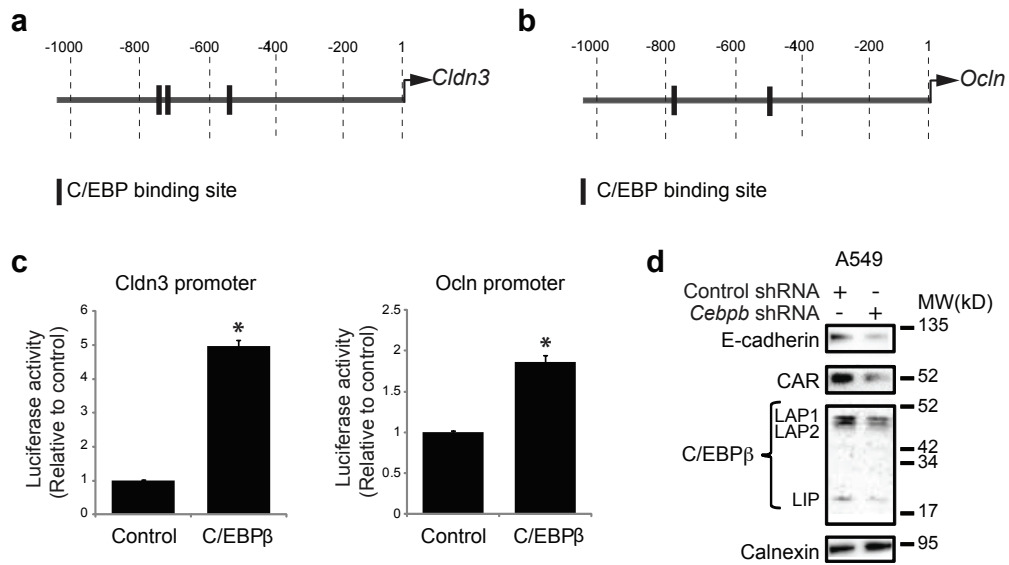 a
-1000 -800 -600 -400 -200 1
Cldn3
C/EBP binding site
b
-1000 -800 -600 -400 -200 1
Ocln
C/EBP binding site
c
Cldn3 promoter
Luciferase activity
(Relative to control)
6
5
4
3
2
1
0
*
Control C/EBPβ
Ocln promoter
Luciferase activity
(Relative to control)
2.5
2
1.5
1
0.5
0
*
Control C/EBPβ
d
A549
Control shRNA + -
Cebpb shRNA - +
MW(kD)
E-cadherin
135
CAR
52
C/EBPβ
LAP1
LAP2
LIP
52
42
34
17
Calnexin
95